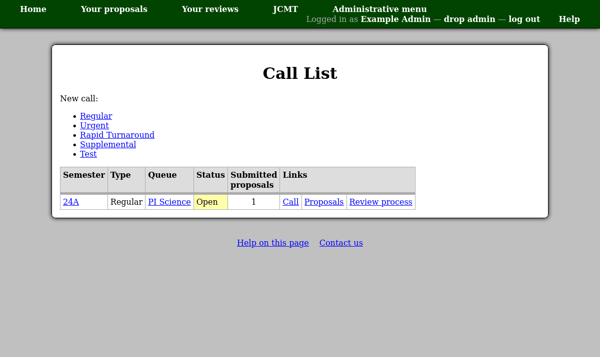 Home Your proposals Your reviews JCMT Administrative menu
Logged in as Example Admin — drop admin — log out Help
Call List
New call:
• Regular
• Urgent
• Rapid Turnaround
• Supplemental
• Test
Semester Type Queue Status Submitted proposals Links
24A Regular PI Science Open 1 Call Proposals Review process
Help on this page Contact us